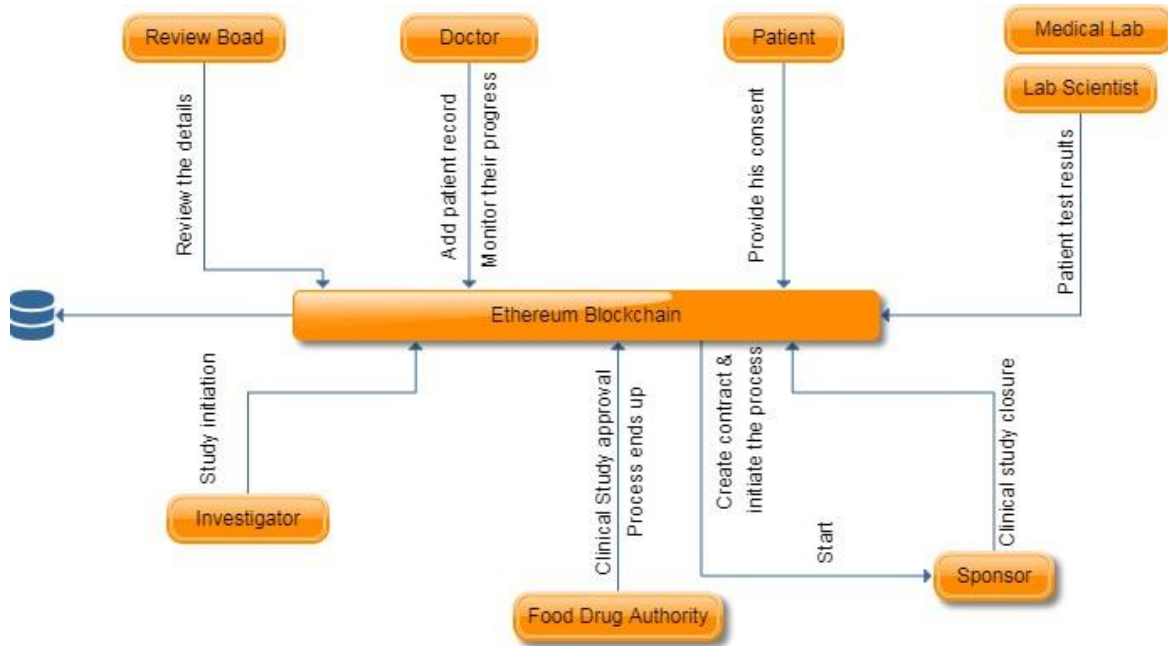 Review Boad
Doctor
Patient
Medical Lab
Lab Scientist
Review the details
Add patient record
Monitor their progress
Provide his consent
Patient test results
Ethereum Blockchain
Study initiation
Clinical Study approval
Process ends up
Create contract &
initiate the process
Start
Clinical study closure
Investigator
Food Drug Authority
Sponsor